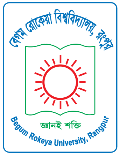 বেগম রোকেয়া বিশ্ববিদ্যালয়, রংপুর
জ্ঞানই শক্তি
Begum Rokeya University, Rangpur